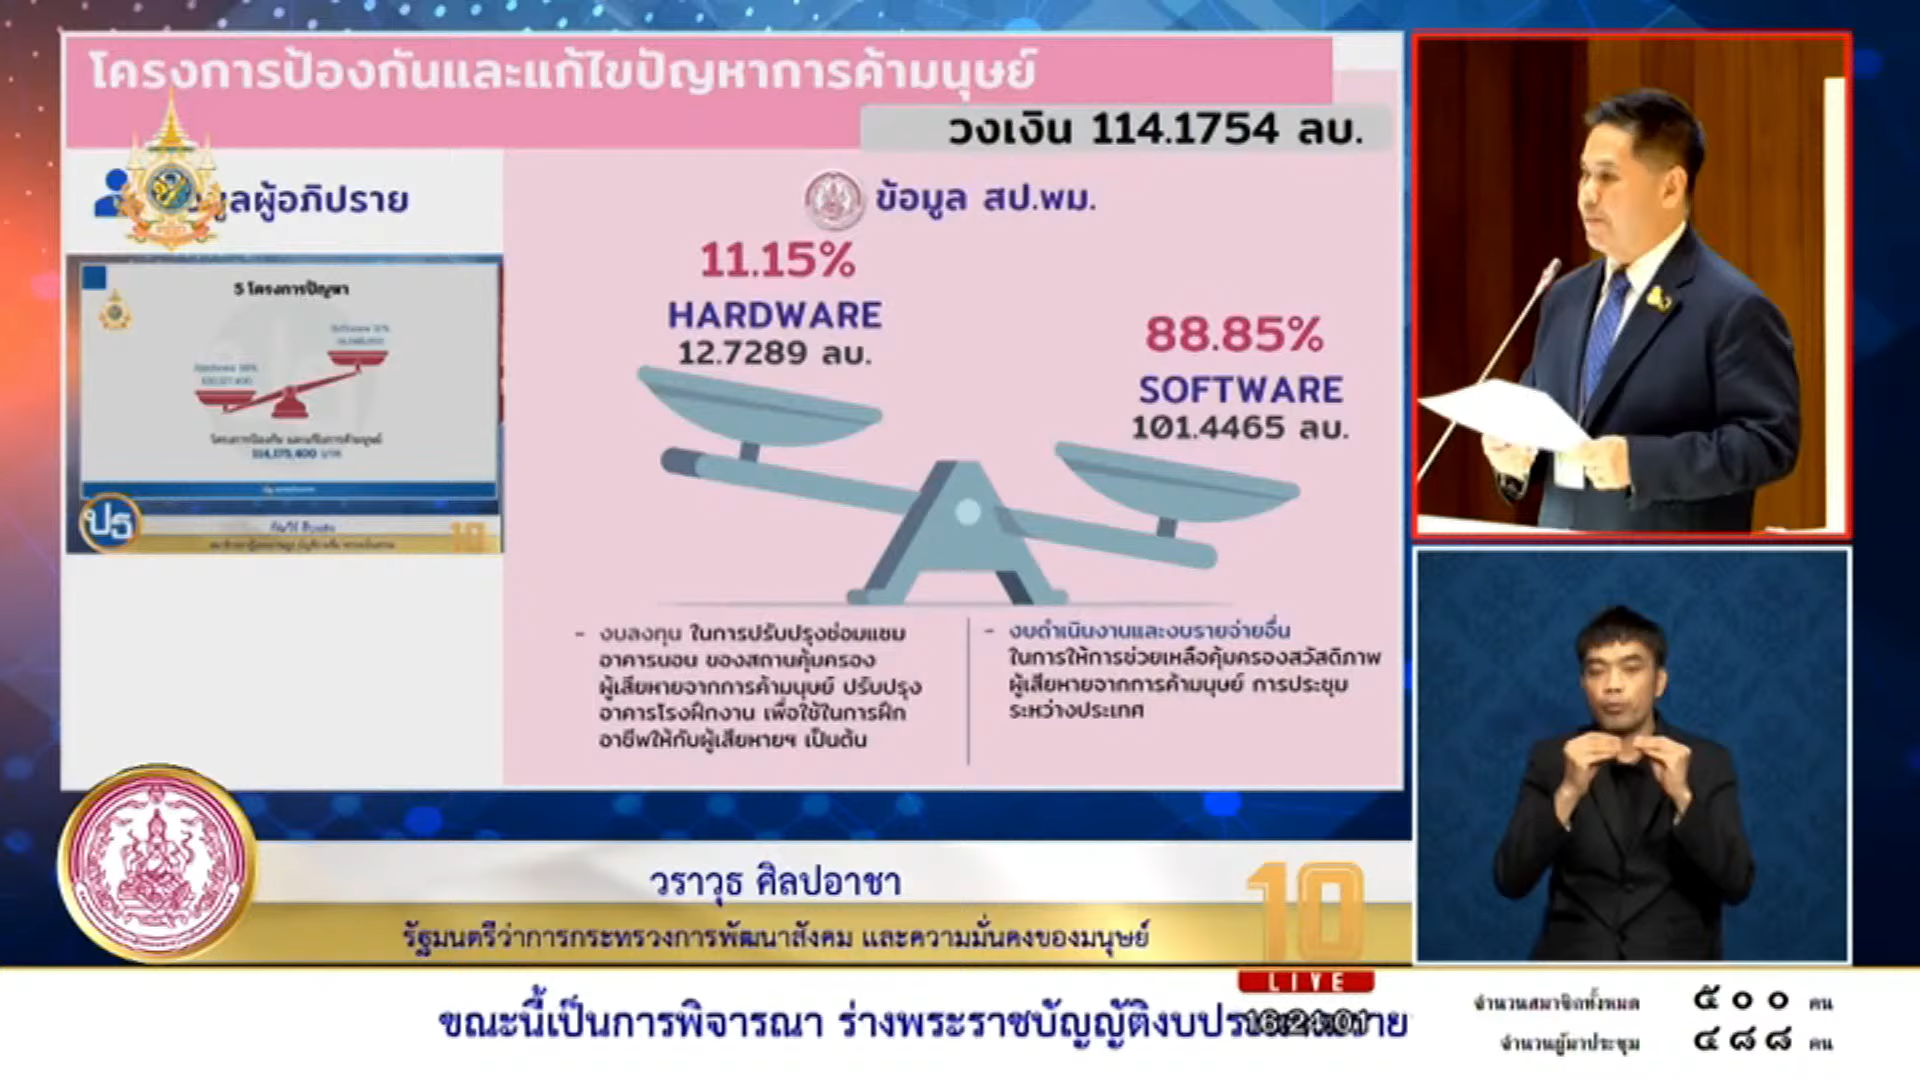 โครงการป้องกันและแก้ไขปัญหาการค้ามนุษย์
วงเงิน 114.1754 ลบ.
ผู้อภิปราย
ข้อมูล สป.พม.
5 โครงการปัญหา
114,175,400 บาท
ปร
10
11.15%
HARDWARE
12.7289 ลบ.
88.85%
SOFTWARE
101.4465 ลบ.
- งบลงทุน ในการปรับปรุงซ่อมแซม
อาคารนอน ของสถานคุ้มครอง
ผู้เสียหายจากการค้ามนุษย์ ปรับปรุง
อาคารโรงฝึกงาน เพื่อใช้ในการฝึก
อาชีพให้กับผู้เสียหายฯ เป็นต้น
- งบดำเนินงานและงบรายจ่ายอื่น
ในการให้การช่วยเหลือคุ้มครองสวัสดิภาพ
ผู้เสียหายจากการค้ามนุษย์ การประชุม
ระหว่างประเทศ
วราวุธ ศิลปอาชา
รัฐมนตรีว่าการกระทรวงการพัฒนาสังคม และความมั่นคงของมนุษย์
10
LIVE
16:24:01
ขณะนี้เป็นการพิจารณา ร่างพระราชบัญญัติ
จำนวนสมาชิกทั้งหมด ๕๐๐ คน
จำนวนผู้มาประชุม ๔๘๘ คน